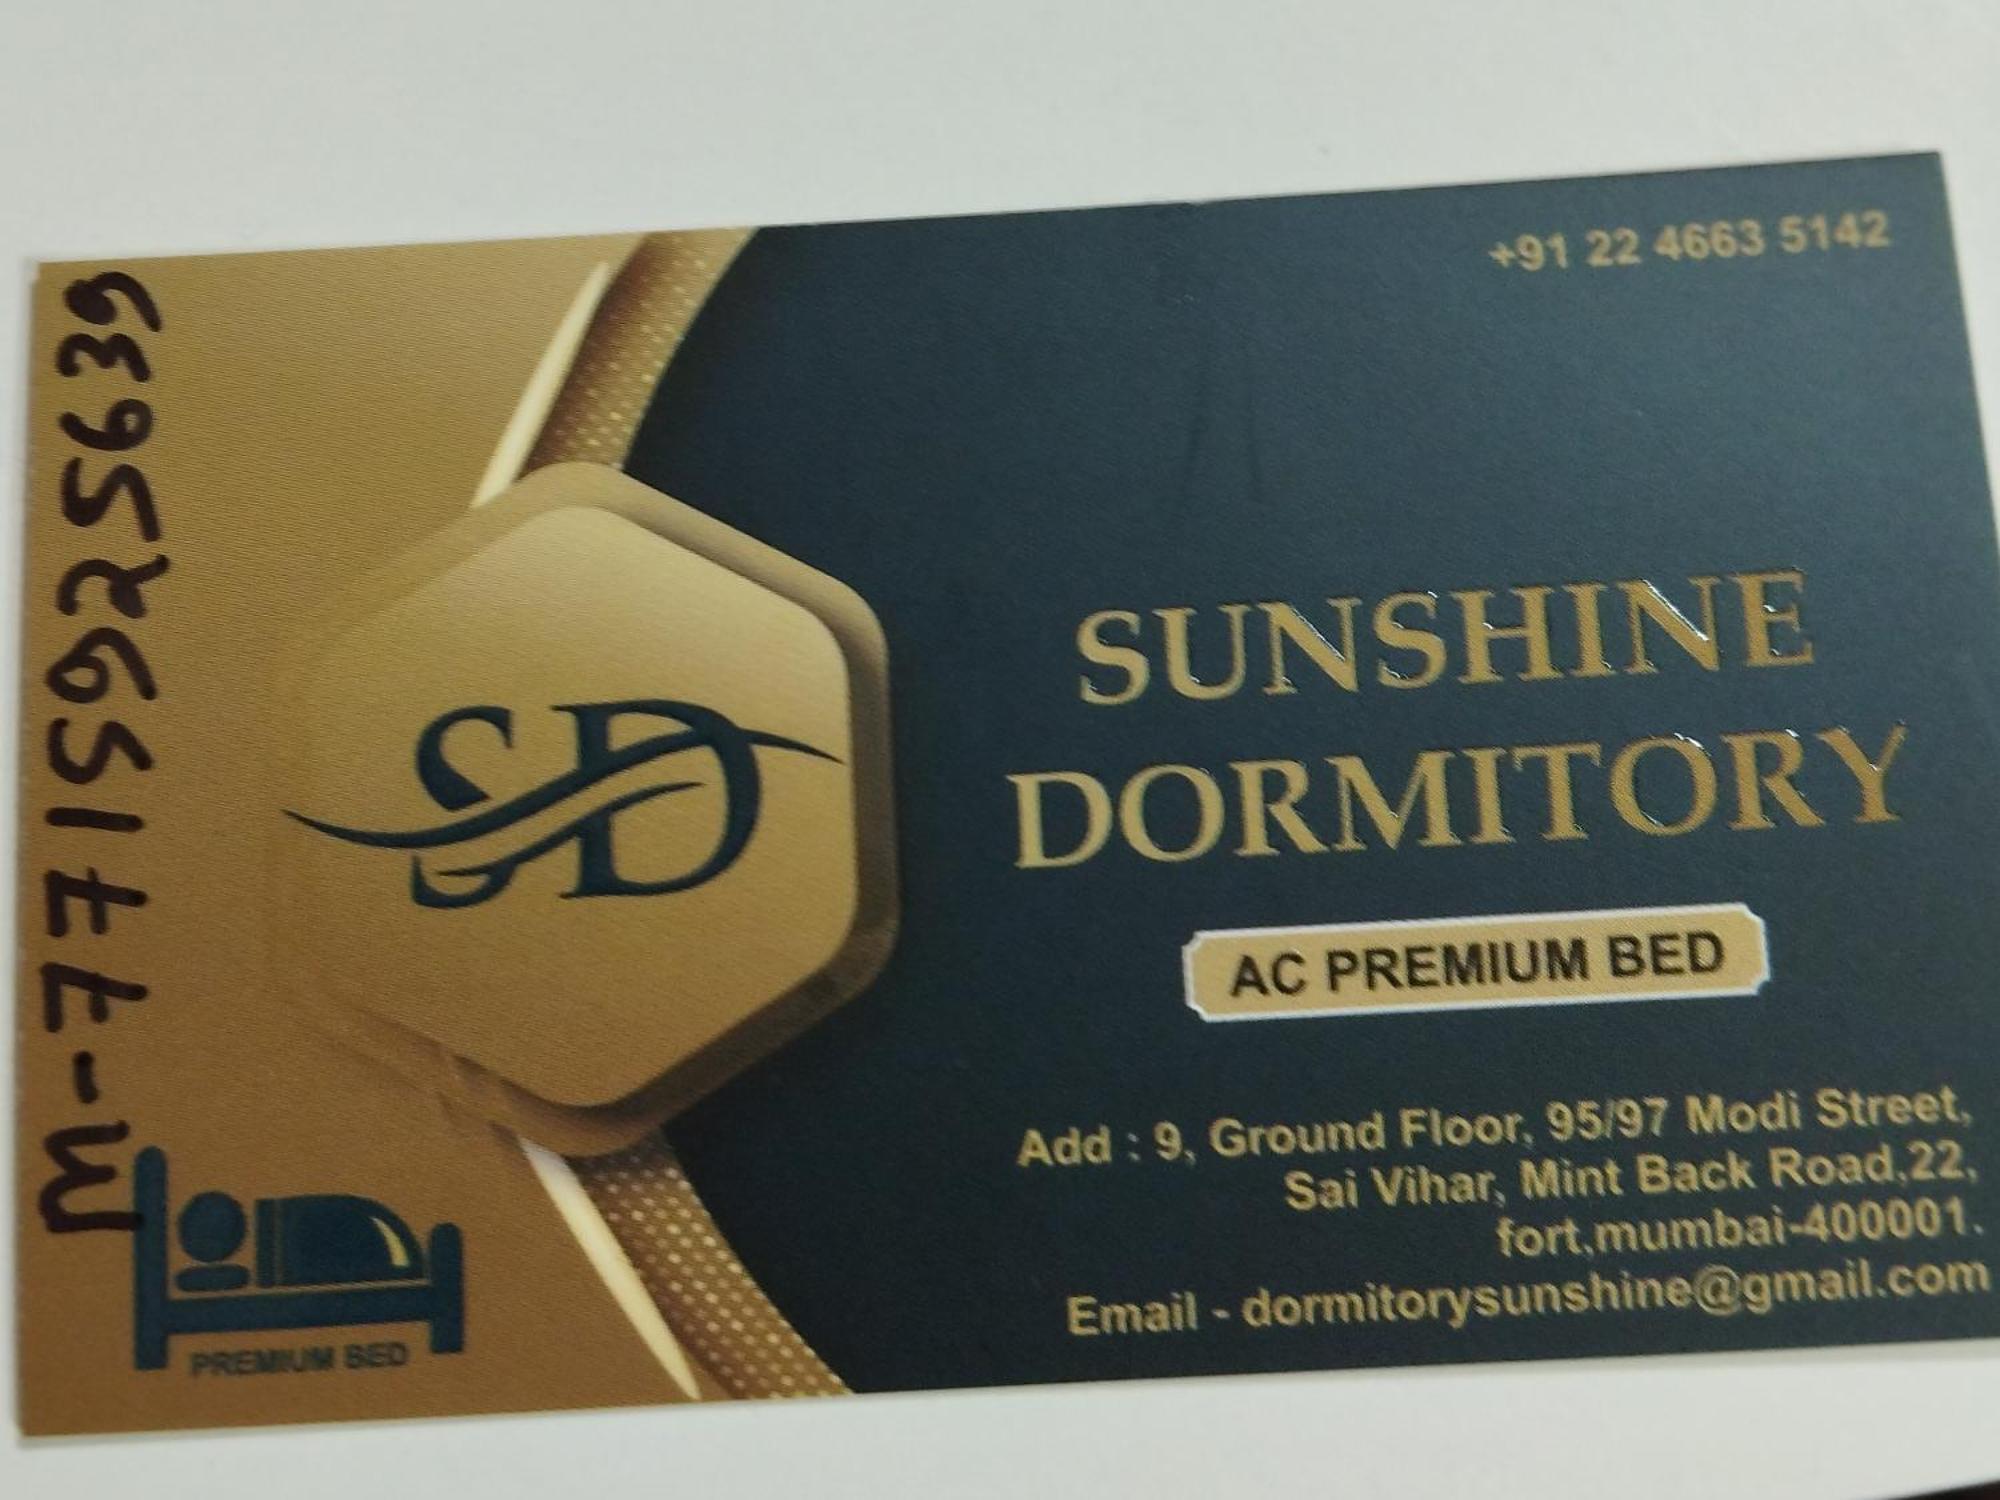 +91 22 4663 5142
M-7715925639
SD
SUNSHINE
DORMITORY
AC PREMIUM BED
Add : 9, Ground Floor, 95/97 Modi Street,
Sai Vihar, Mint Back Road,22,
fort,mumbai-400001.
Email - dormitorysunshine@gmail.com
PREMIUM BED